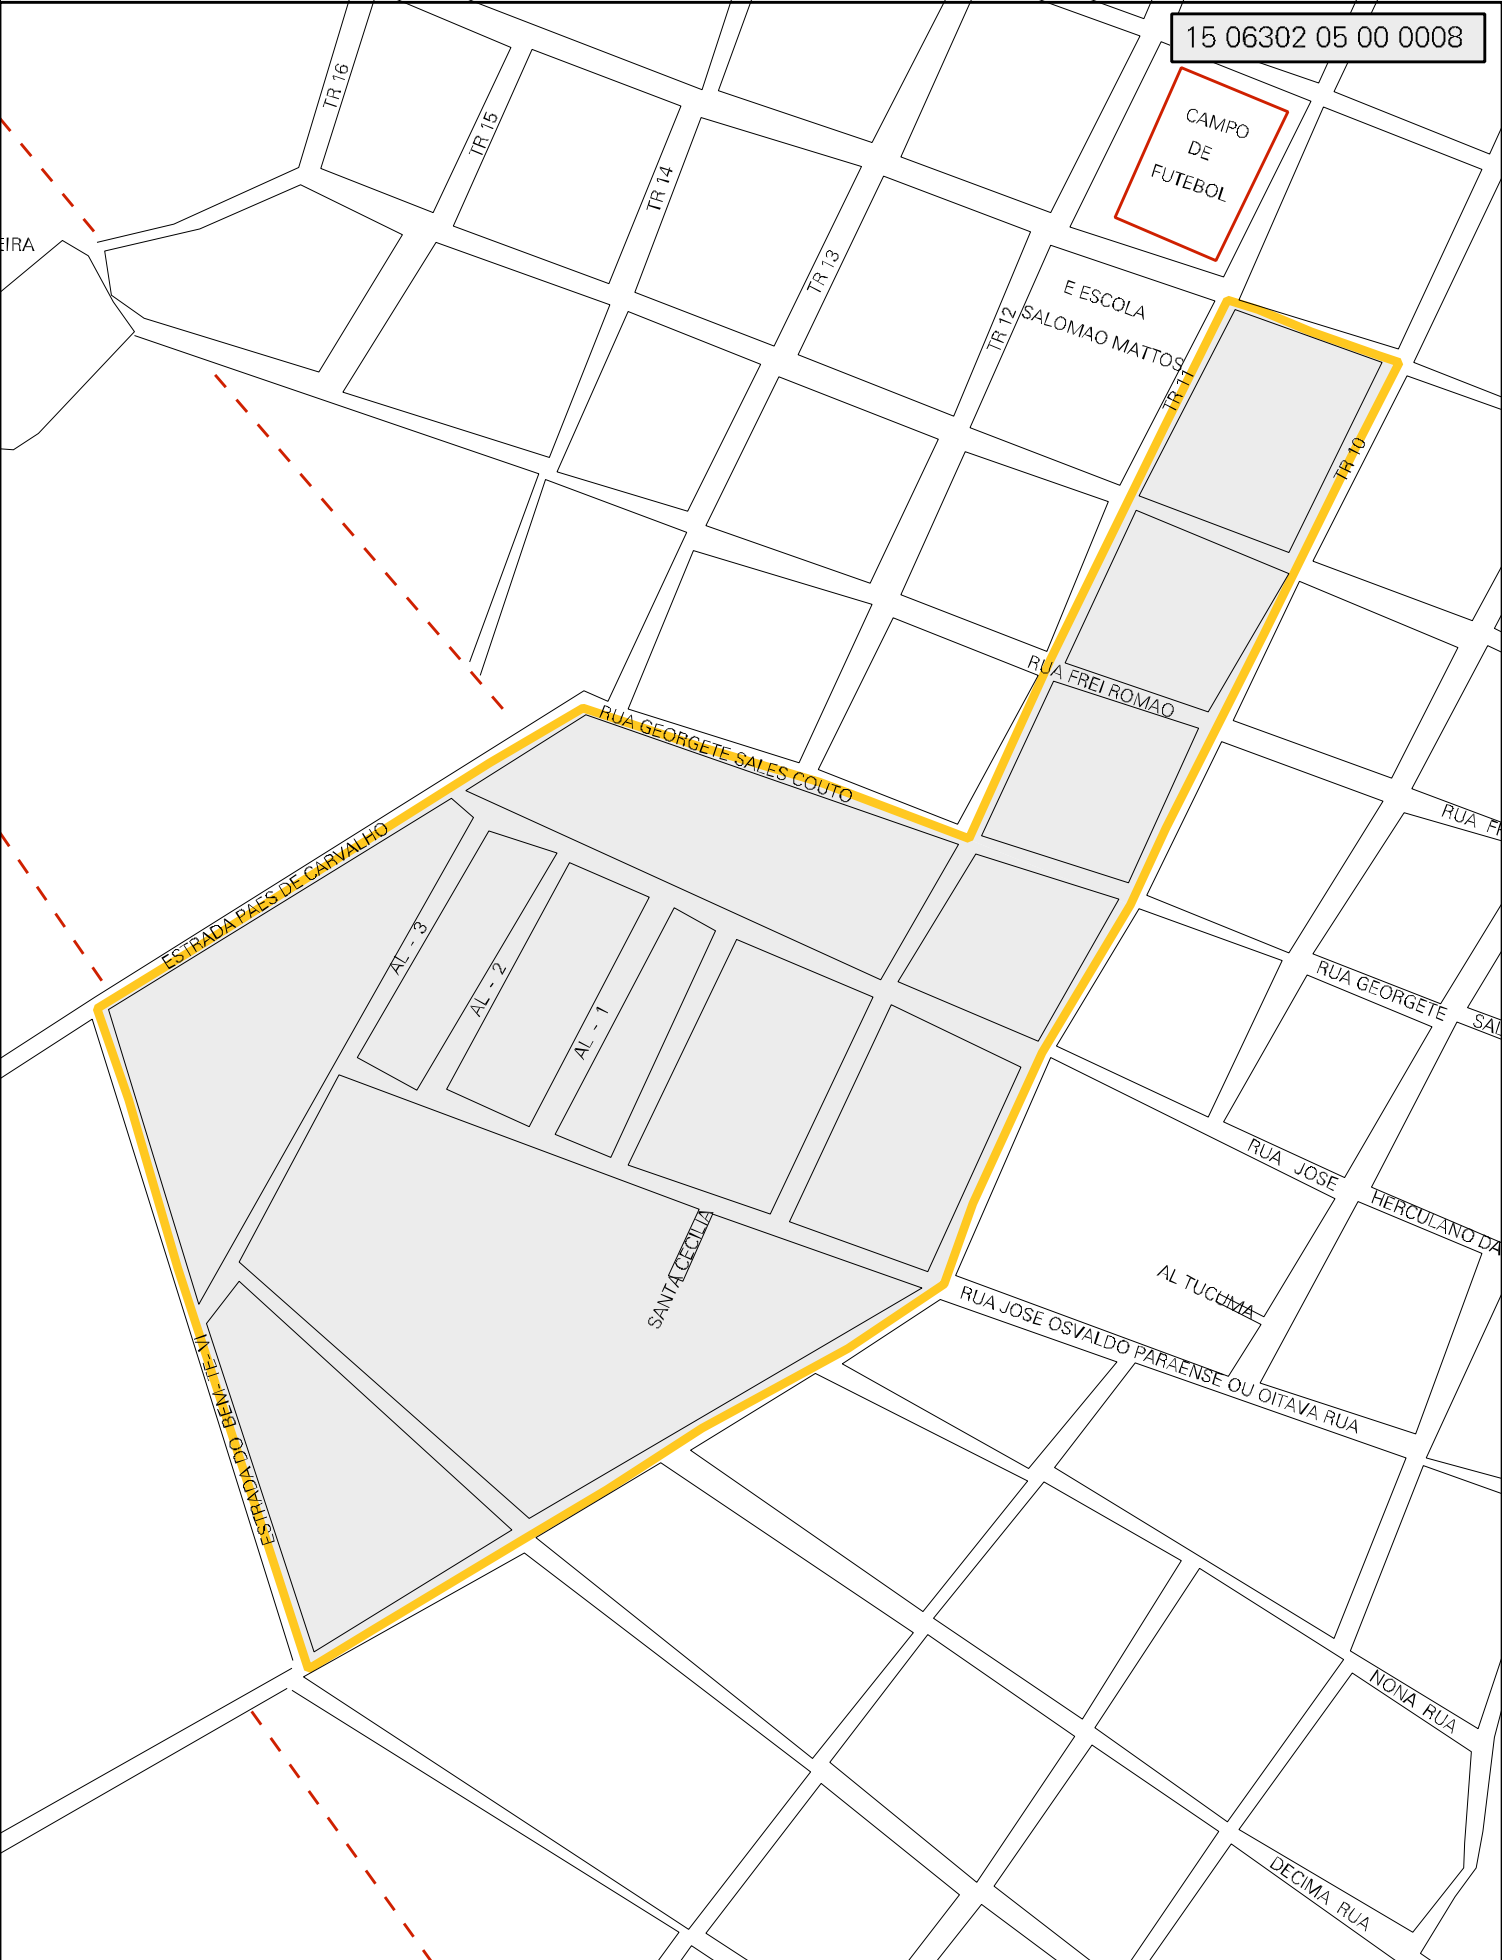 15 06302 05 00 0008
TR 16
TR 15
TR 14
TR 13
TR 12
TR 11
TR 10
CAMPO
DE
FUTEBOL
EIRA
E ESCOLA
SALOMAO MATTOS
RUA FREI ROMAO
RUA GEORGETE SALES COUTO
ESTRADA PAES DE CARVALHO
AL - 3
AL - 2
AL - 1
RUA GEORGETE
RUA JOSE
HERCULANO DA
SANTA CECILIA
AL TUCUMA
RUA JOSE OSVALDO PARAENSE OU OITAVA RUA
ESTRADA DO BEM-TE-VI
NONA RUA
DECIMA RUA